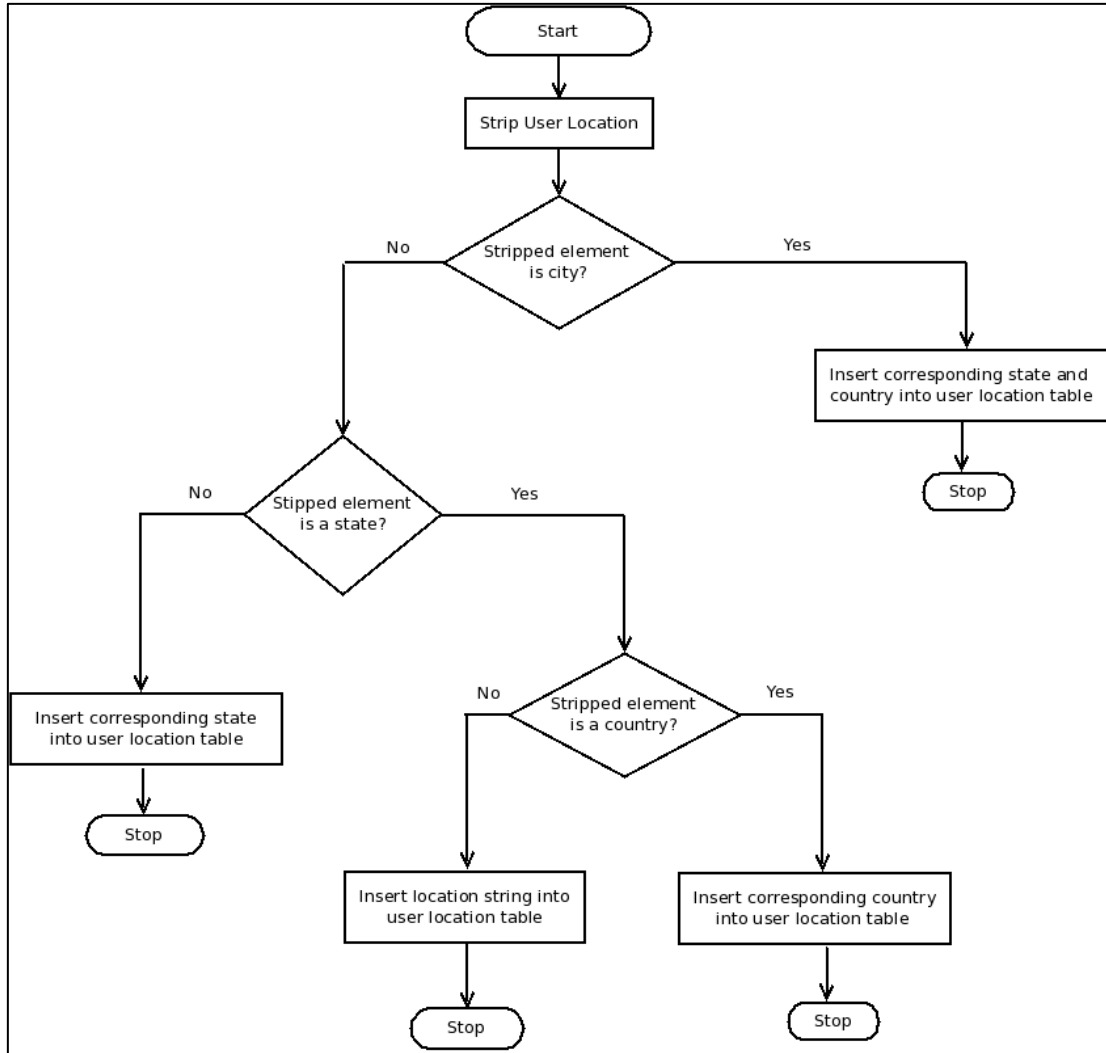 Start
Strip User Location
No
Stripped element
is city?
Yes
Insert corresponding state and
country into user location table
Stop
No
Stipped element
is a state?
Yes
Insert corresponding state
into user location table
Stop
No
Stripped element
is a country?
Yes
Insert location string into
user location table
Stop
Insert corresponding country
into user location table
Stop